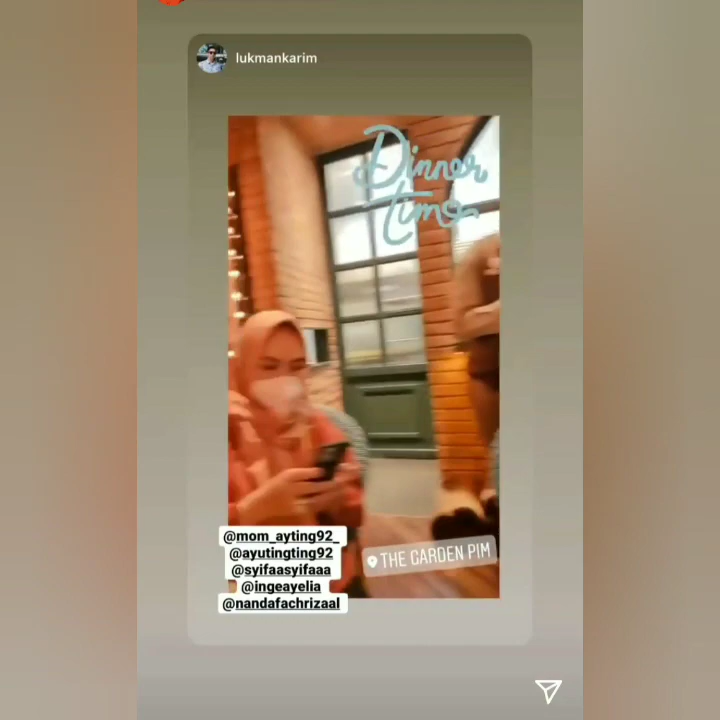 lukmankarim
Dinner
Time
@mom_ayting92_
@ayutingting92
@syifaasyifaaa
@ingeayelia
@nandafachrizaal
THE GARDEN PIM